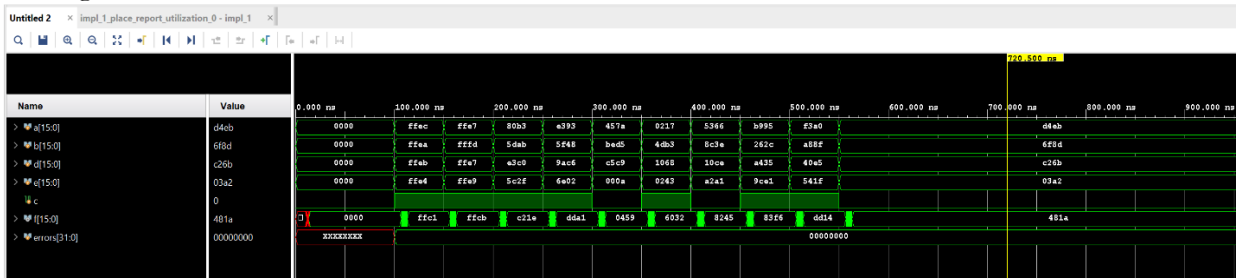 Untitled 2 × impl_1_place_report_utilization_0 - impl_1 ×
720.500 ns
Name Value 0.000 ns 100.000 ns 200.000 ns 300.000 ns 400.000 ns 500.000 ns 600.000 ns 700.000 ns 800.000 ns 900.000 ns
> a[15:0] d4eb 0000 ffec ffe7 80b3 e393 457a 0217 5366 b995 f3a0 d4eb
> b[15:0] 6f8d 0000 ffea fffd 5dab 5f48 bed5 4db3 8c3e 262c a88f 6f8d
> d[15:0] c26b 0000 ffeb ffe7 e3c0 9ac6 c5c9 1068 10ce a435 40e5 c26b
> e[15:0] 03a2 0000 ffe4 ffe9 5c2f 6e02 000a 0243 a2a1 9ce1 541f 03a2
c 0
> f[15:0] 481a 0000 ffc1 ffcb c21e dda1 0459 6032 8245 83f6 dd14 481a
> errors[31:0] 00000000 XXXXXXXX 00000000